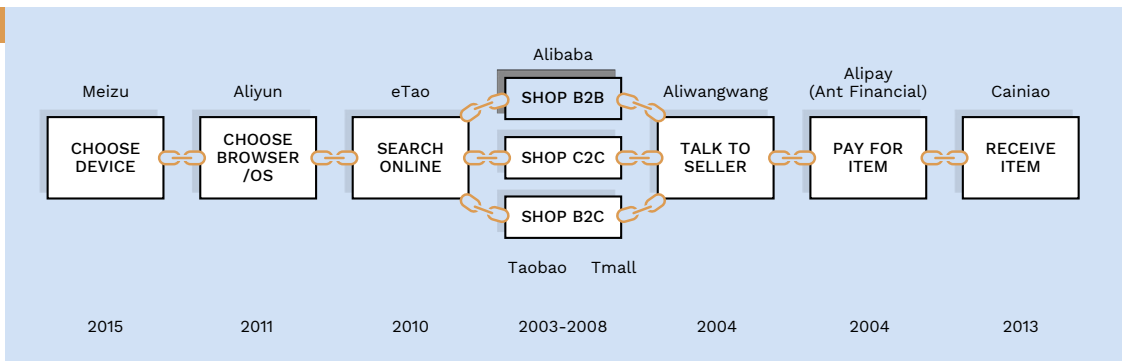 Alibaba
Meizu
Aliyun
eTao
Aliwangwang
Alipay
(Ant Financial)
Cainiao
CHOOSE
DEVICE
CHOOSE
BROWSER
/OS
SEARCH
ONLINE
SHOP B2B
SHOP C2C
SHOP B2C
TALK TO
SELLER
PAY FOR
ITEM
RECEIVE
ITEM
Taobao Tmall
2015 2011 2010 2003-2008 2004 2004 2013